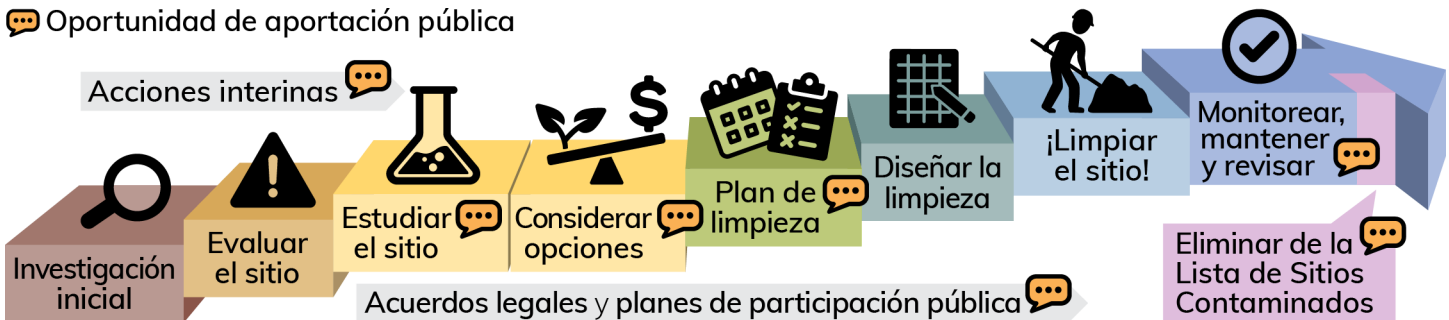 Oportunidad de aportación pública
Acciones interinas
Investigación
inicial
Evaluar
el sitio
Estudiar
el sitio
Considerar
opciones
Plan de
limpieza
Diseñar la
limpieza
¡Limpiar
el sitio!
Monitorear,
mantener
y revisar
Eliminar de la
Lista de Sitios
Contaminados
Acuerdos legales y planes de participación pública